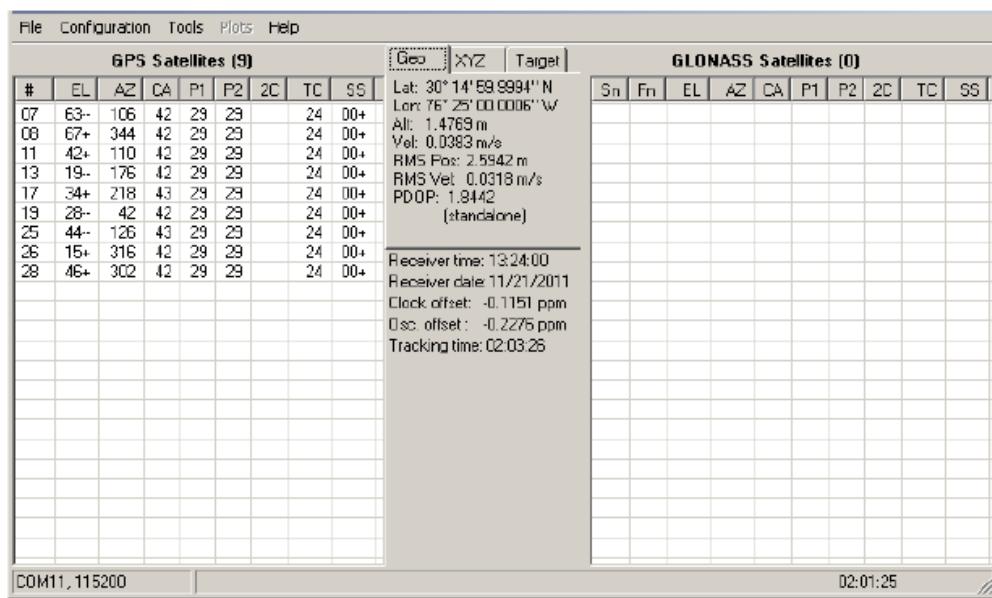 File Configuration Tools Plots Help
GPS Satellites (9)
# EL AZ CA P1 P2 2C TC SS
07 63-- 106 42 29 29 24 00+
08 67+ 344 42 29 29 24 00+
11 42+ 110 42 29 29 24 00+
13 19-- 176 42 29 29 24 00+
17 34+ 218 43 29 29 24 00+
19 28-- 42 42 29 29 24 00+
25 44-- 126 43 29 29 24 00+
26 15+ 316 42 29 29 24 00+
28 46+ 302 42 29 29 24 00+
Geo XYZ Target
Lat: 30° 14' 59.9994" N
Lon: 76° 25' 00.0006" W
Alt: 1.4769 m
Vel: 0.0383 m/s
RMS Pos: 2.5942 m
RMS Vel: 0.0318 m/s
PDOP: 1.8442
(standalone)
Receiver time: 13:24:00
Receiver date: 11/21/2011
Clock offset: -0.1151 ppm
Osc. offset: -0.2276 ppm
Tracking time: 02:03:26
GLONASS Satellites (0)
Sn Fn EL AZ CA P1 P2 2C TC SS
COM11, 115200
02:01:25